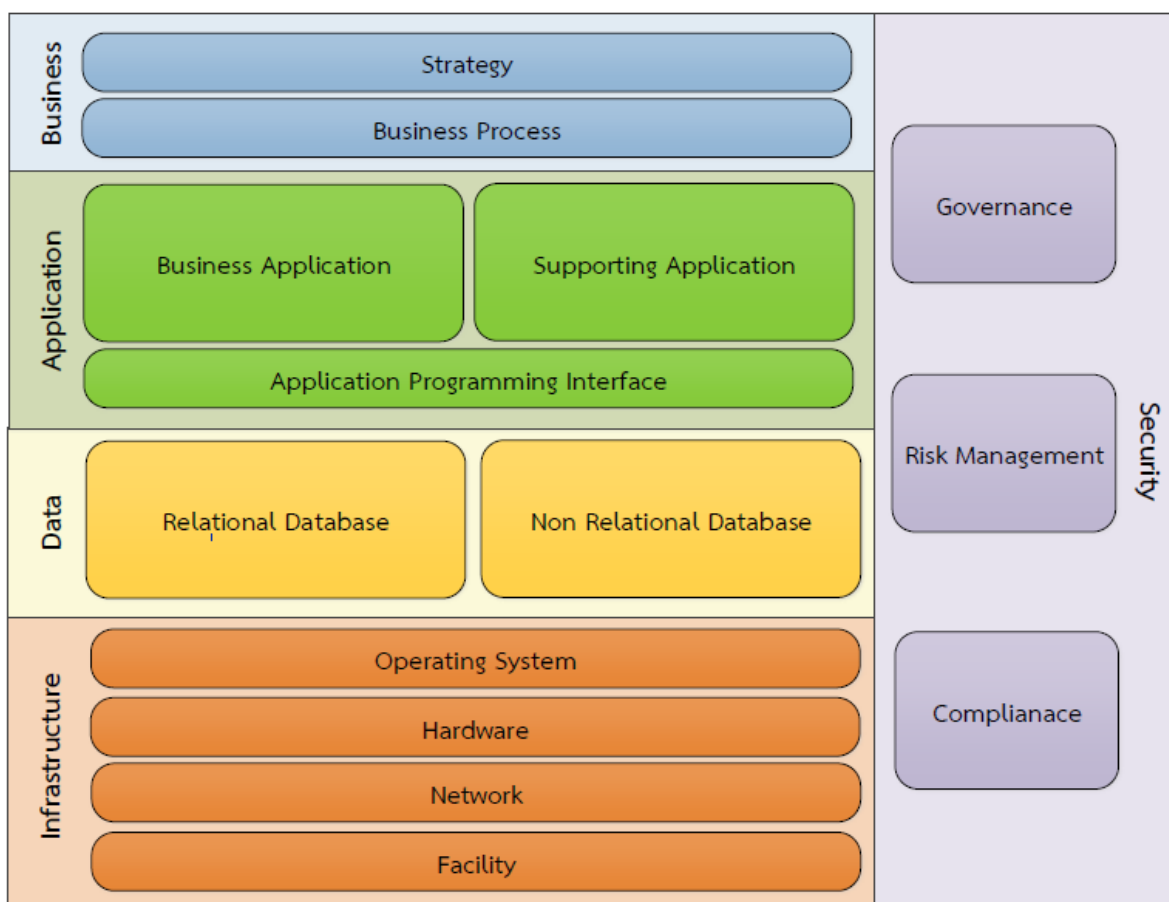 Business
Strategy
Business Process
Application
Business Application
Supporting Application
Application Programming Interface
Data
Relational Database
Non Relational Database
Infrastructure
Operating System
Hardware
Network
Facility
Governance
Risk Management
Complianace
Security